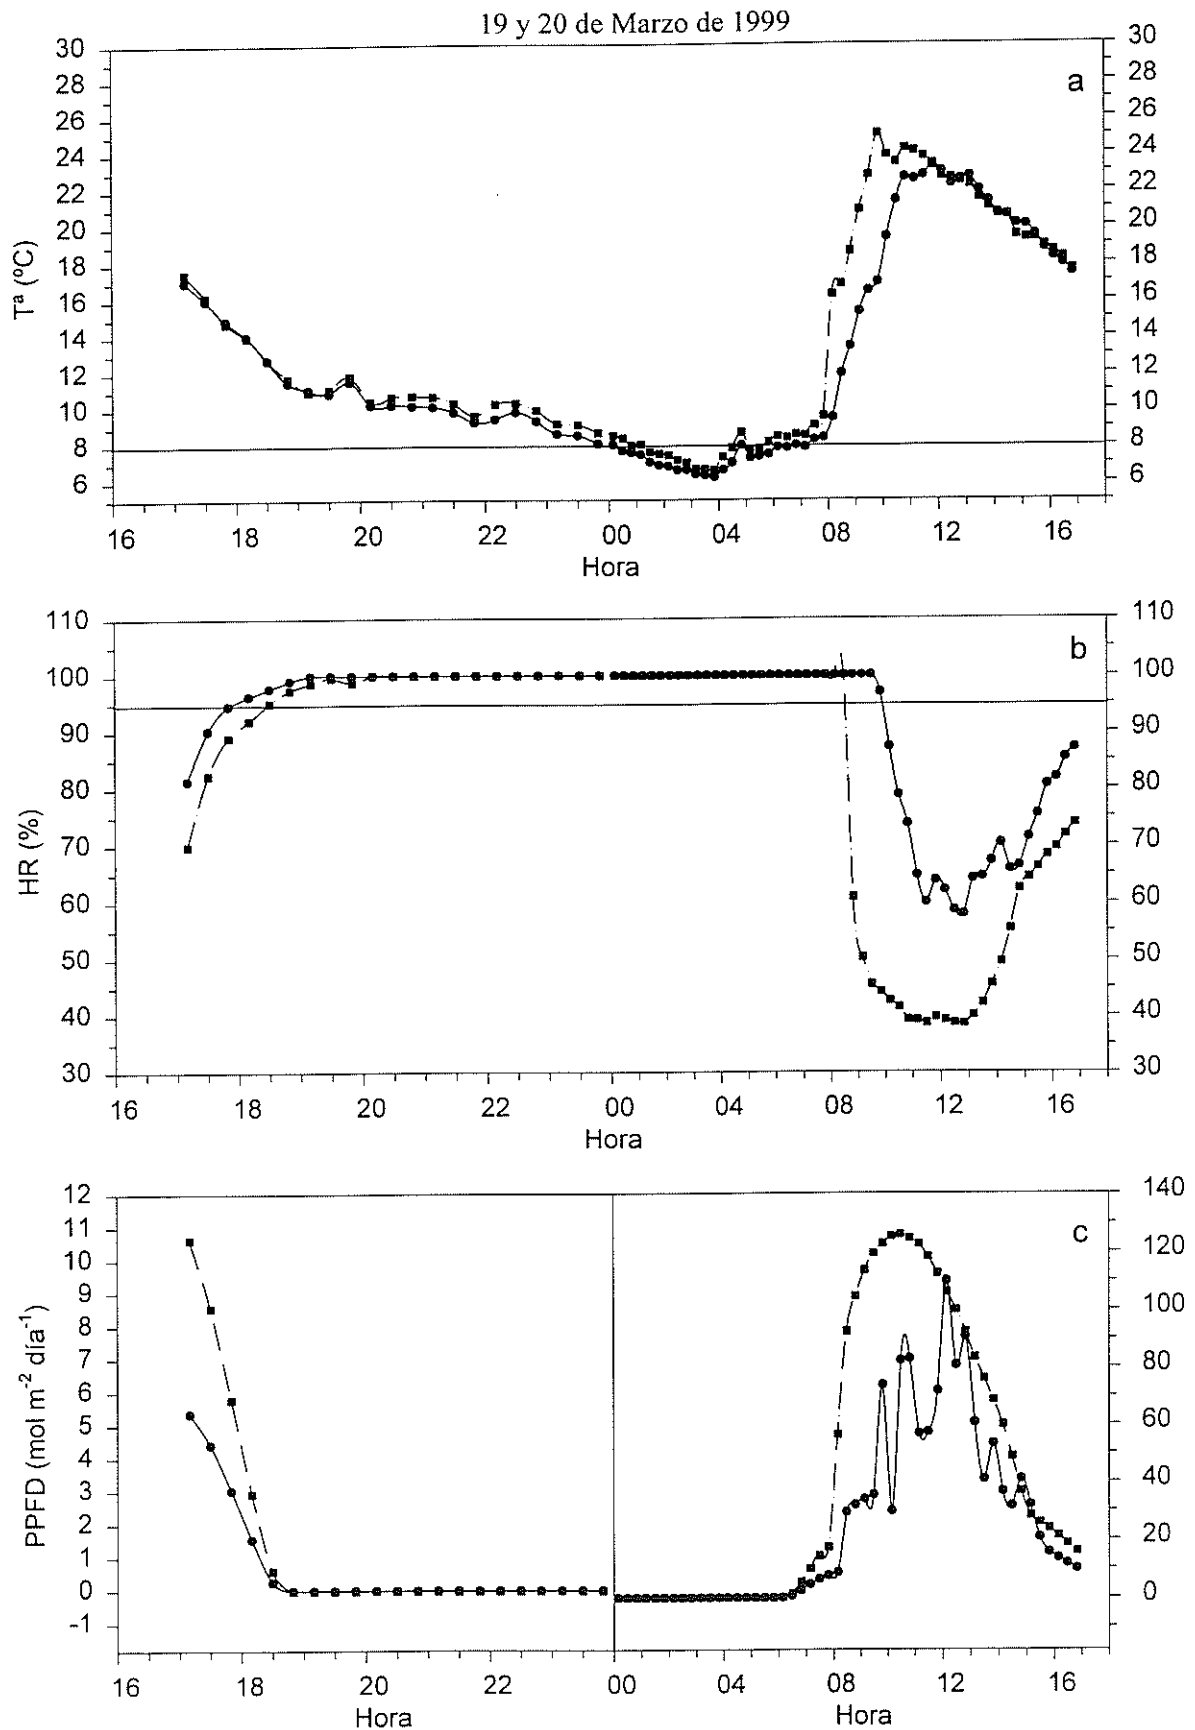 19 y 20 de Marzo de 1999
a
Tª (ºC)
30 28 26 24 22 20 18 16 14 12 10 8 6
30 28 26 24 22 20 18 16 14 12 10 8 6
16 18 20 22 00 04 08 12 16
Hora
b
HR (%)
110 100 90 80 70 60 50 40 30
110 100 90 80 70 60 50 40 30
16 18 20 22 00 04 08 12 16
Hora
c
PPFD (mol m-2 día-1)
12 11 10 9 8 7 6 5 4 3 2 1 0 -1
140 120 100 80 60 40 20 0
16 18 20 22 00 04 08 12 16
Hora Hora